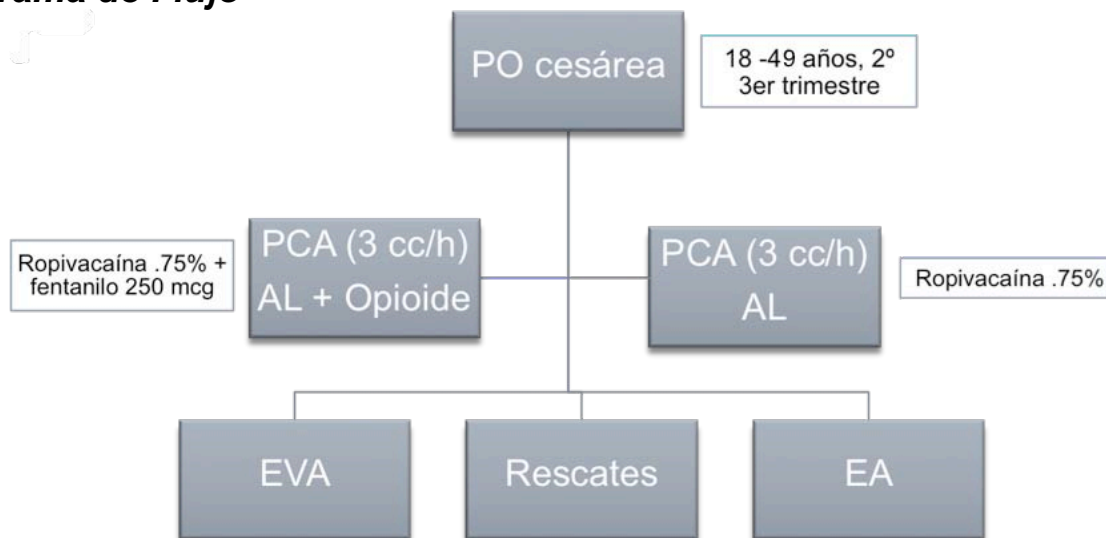 PO cesárea
18 -49 años, 2º
3er trimestre
PCA (3 cc/h)
AL + Opioide
Ropivacaína .75% +
fentanilo 250 mcg
PCA (3 cc/h)
AL
Ropivacaína .75%
EVA
Rescates
EA